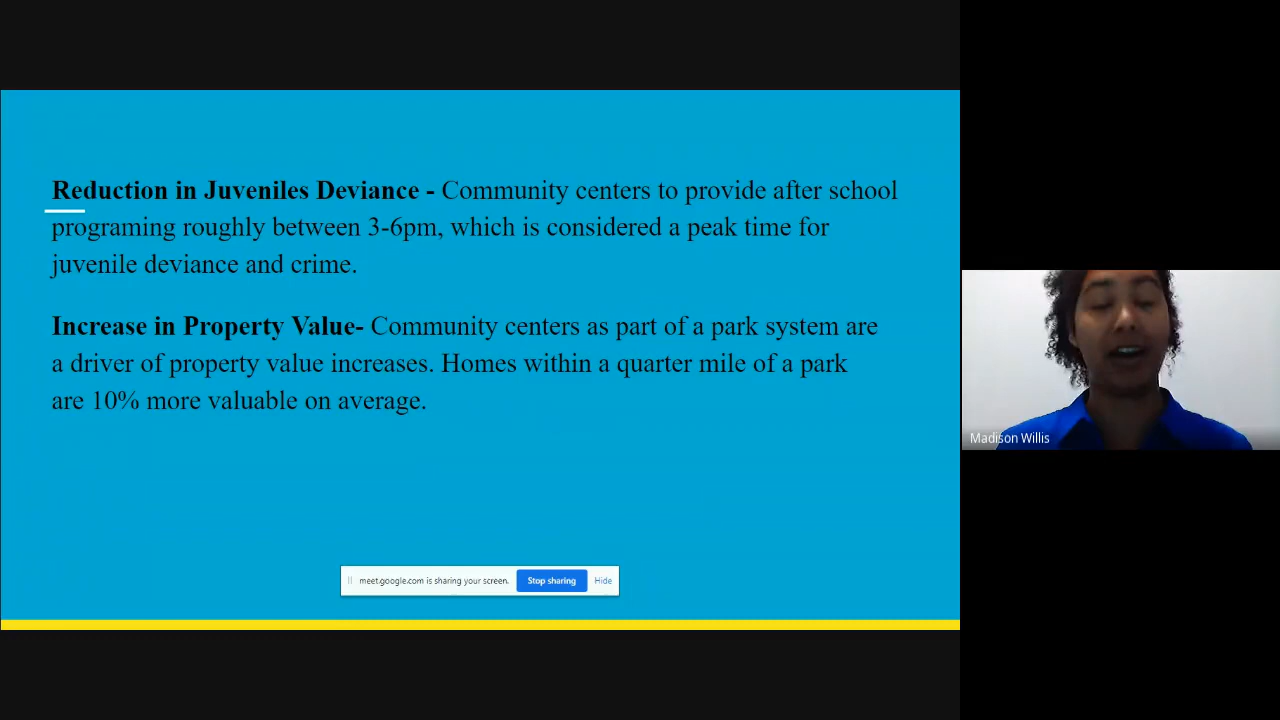 Reduction in Juveniles Deviance - Community centers to provide after school
programing roughly between 3-6pm, which is considered a peak time for
juvenile deviance and crime.
Increase in Property Value- Community centers as part of a park system are
a driver of property value increases. Homes within a quarter mile of a park
are 10% more valuable on average.
meet.google.com is sharing your screen. Stop sharing Hide
Madison Willis